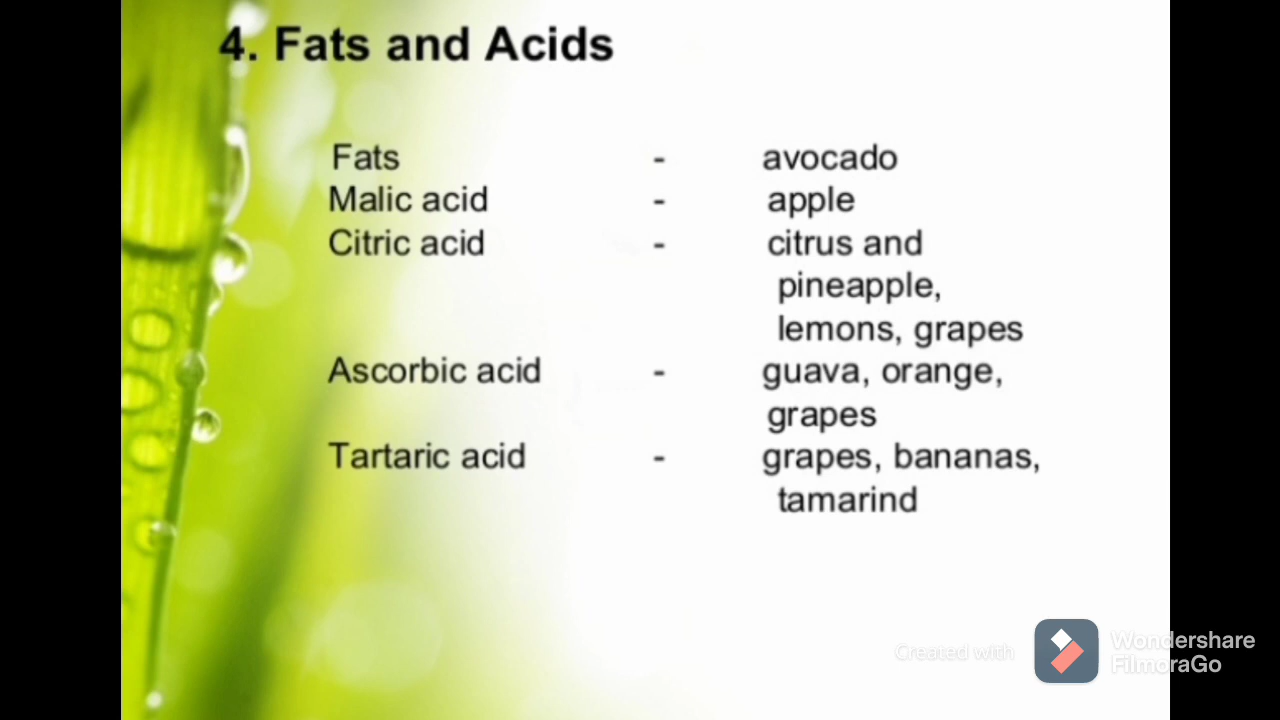 4. Fats and Acids
Fats - avocado
Malic acid - apple
Citric acid - citrus and
pineapple,
lemons, grapes
Ascorbic acid - guava, orange,
grapes
Tartaric acid - grapes, bananas,
tamarind
Created with
Wondershare
FilmoraGo